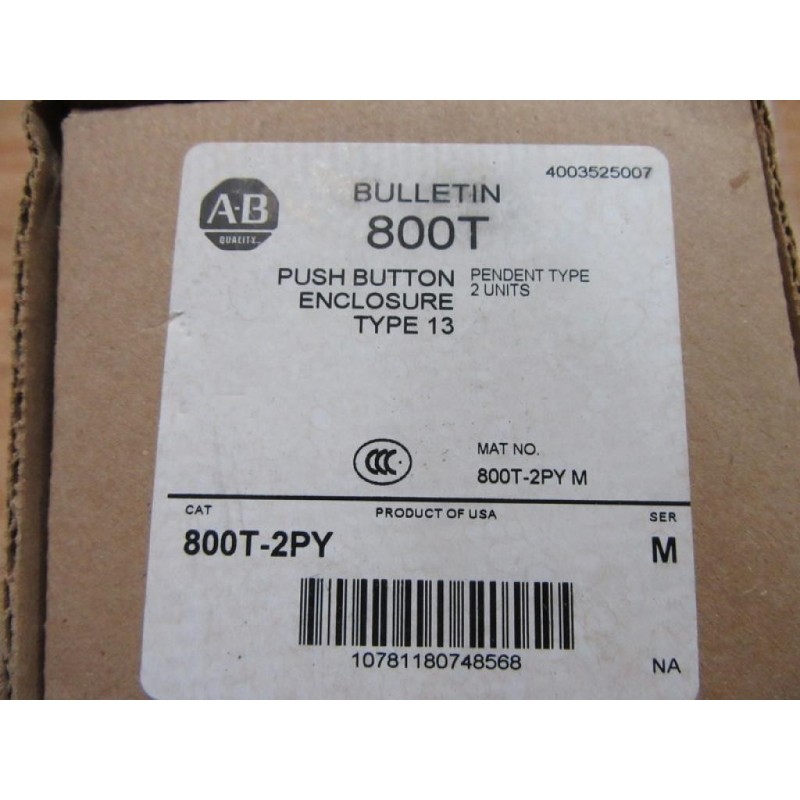 4003525007
A-B
QUALITY
BULLETIN
800T
PUSH BUTTON
ENCLOSURE
TYPE 13
PENDENT TYPE
2 UNITS
CCC
MAT NO.
800T-2PY M
CAT
PRODUCT OF USA
SER
800T-2PY
M
10781180748568
NA